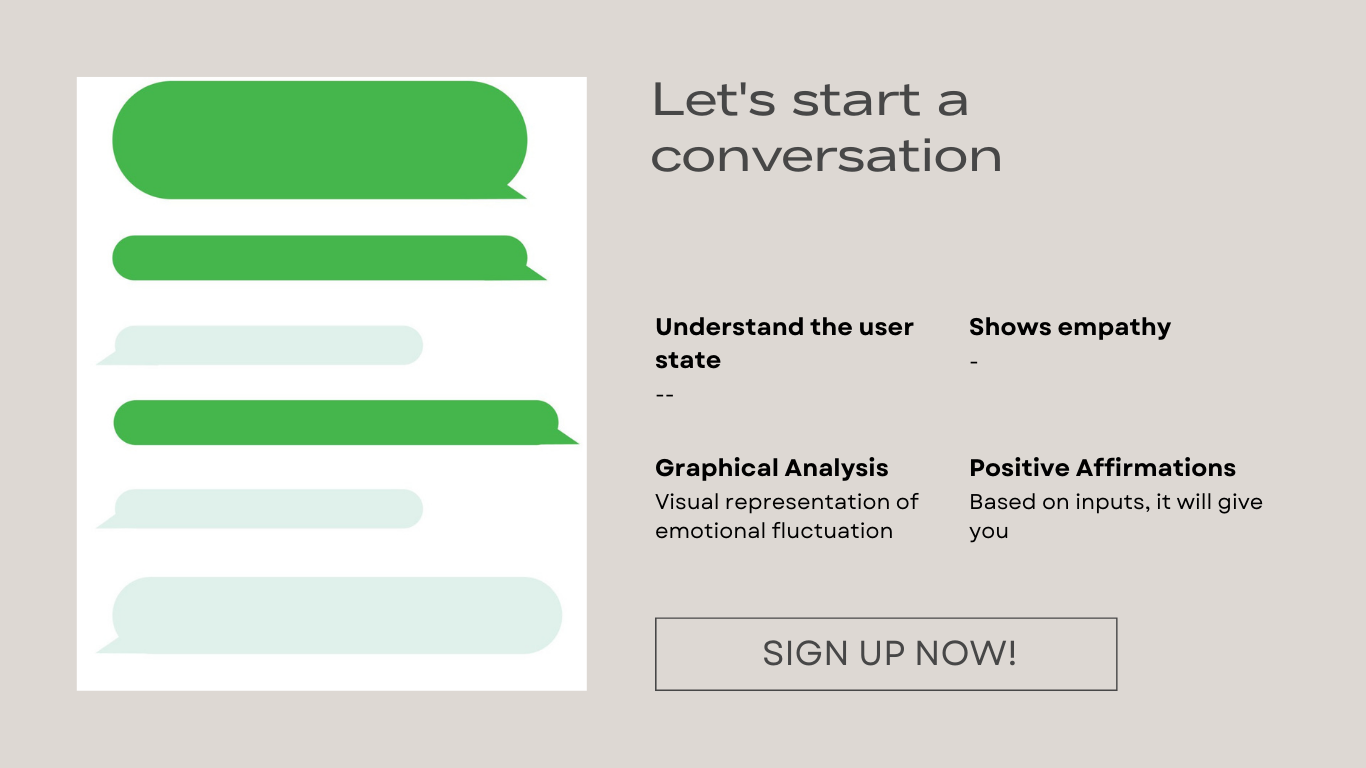 Let's start a
conversation
Understand the user
state
--
Shows empathy
-
Graphical Analysis
Visual representation of
emotional fluctuation
Positive Affirmations
Based on inputs, it will give
you
SIGN UP NOW!